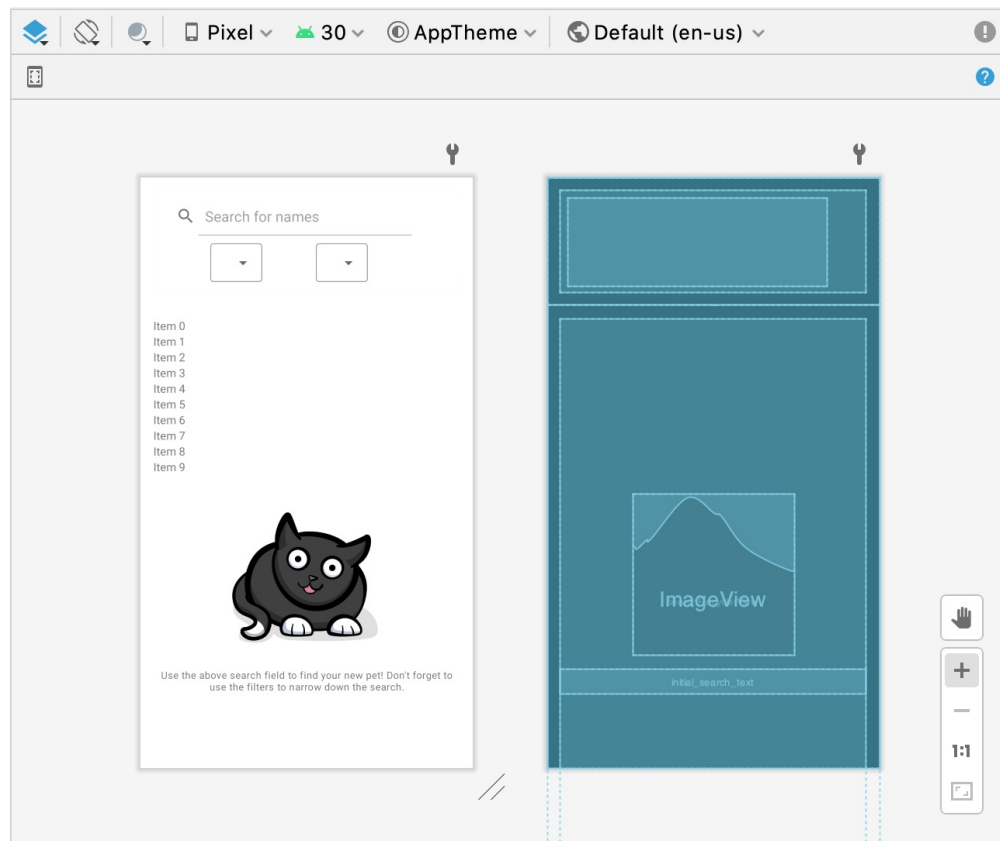 Pixel 30 AppTheme Default (en-us)
Search for names
Item 0
Item 1
Item 2
Item 3
Item 4
Item 5
Item 6
Item 7
Item 8
Item 9
Use the above search field to find your new pet! Don't forget to
use the filters to narrow down the search.
ImageView
initial_search_text
1:1